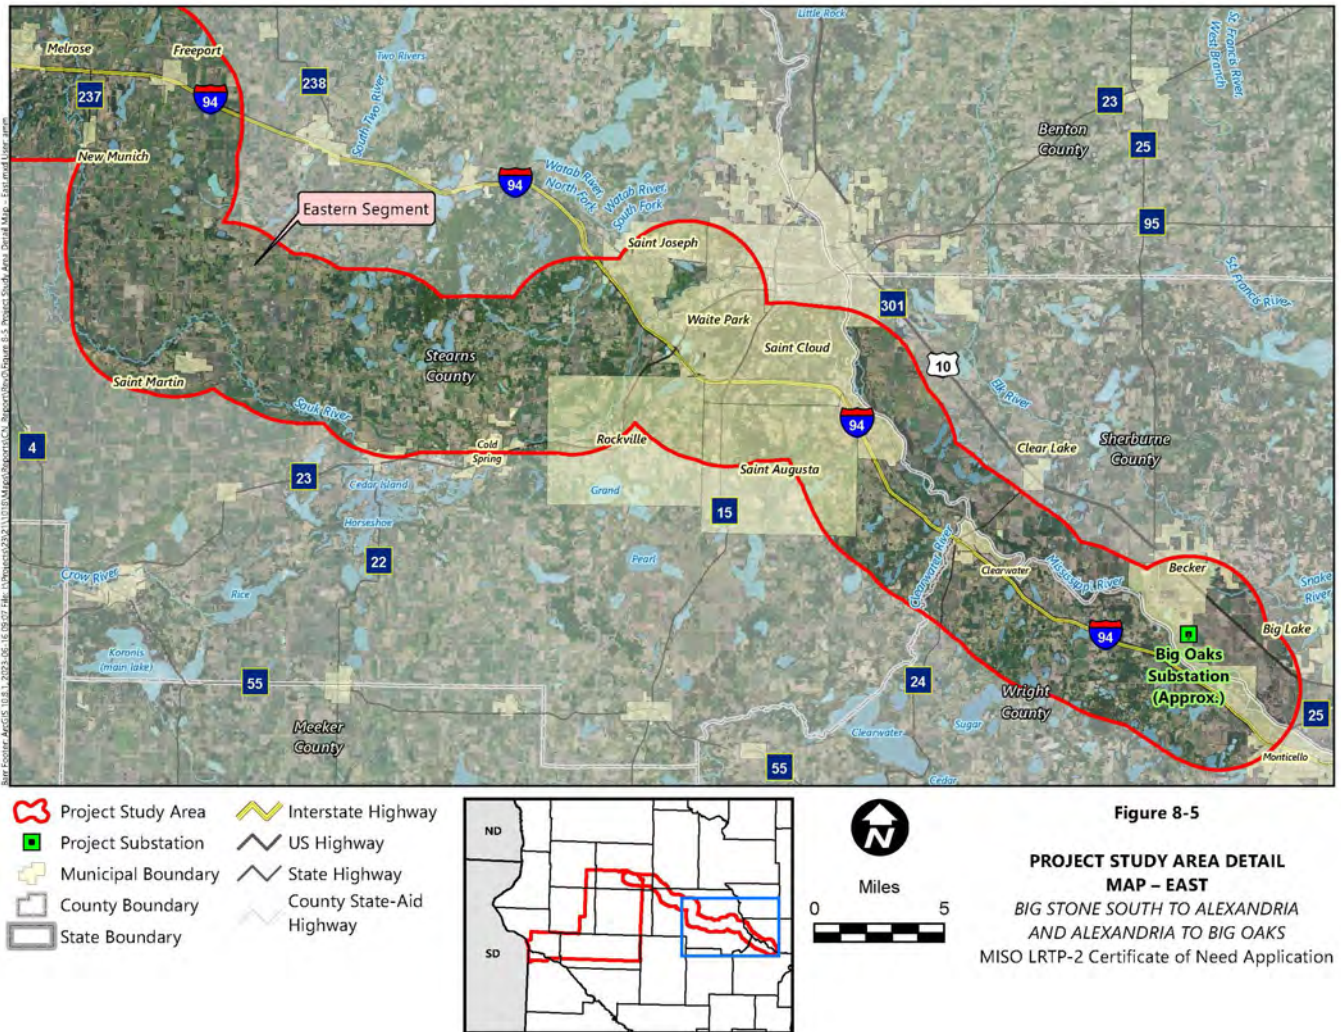 Little Rock
Melrose
Freeport
Two Rivers
St. Francis River,
West Branch
237
94
238
South Two River
23
Benton
County
25
New Munich
94
Watab River,
North Fork
Watab River,
South Fork
Eastern Segment
95
Saint Joseph
St. Francis River
301
Waite Park
Saint Cloud
Stearns
County
10
Saint Martin
Elk River
Sauk River
94
Rockville
Cold
Spring
Clear Lake
Sherburne
County
4
Saint Augusta
23
Cedar Island
Grand
15
Horseshoe
22
Pearl
Clearwater River
Clearwater
Mississippi River
Becker
Snake
River
Crow River
Rice
94
Big Lake
Big Oaks
Substation
(Approx.)
Koronis
(main lake)
55
24
Wright
County
25
Meeker
County
Sugar
Clearwater
Monticello
55
Cedar
Project Study Area
Project Substation
Municipal Boundary
County Boundary
State Boundary
Interstate Highway
US Highway
State Highway
County State-Aid
Highway
ND
SD
N
Miles
0 5
Figure 8-5
PROJECT STUDY AREA DETAIL
MAP – EAST
BIG STONE SOUTH TO ALEXANDRIA
AND ALEXANDRIA TO BIG OAKS
MISO LRTP-2 Certificate of Need Application